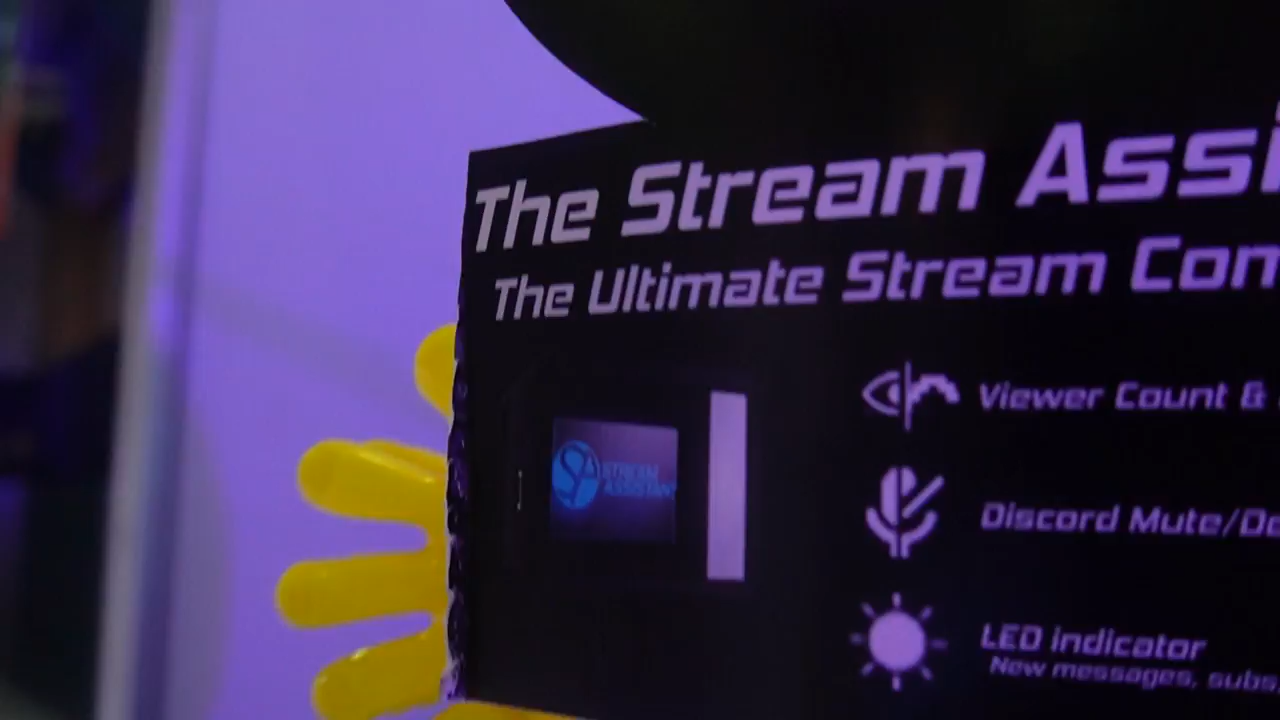 The Stream Assi
The Ultimate Stream Com
STREAM
ASSISTANT
Viewer Count &
Discord Mute/De
LED indicator
New messages, subs,